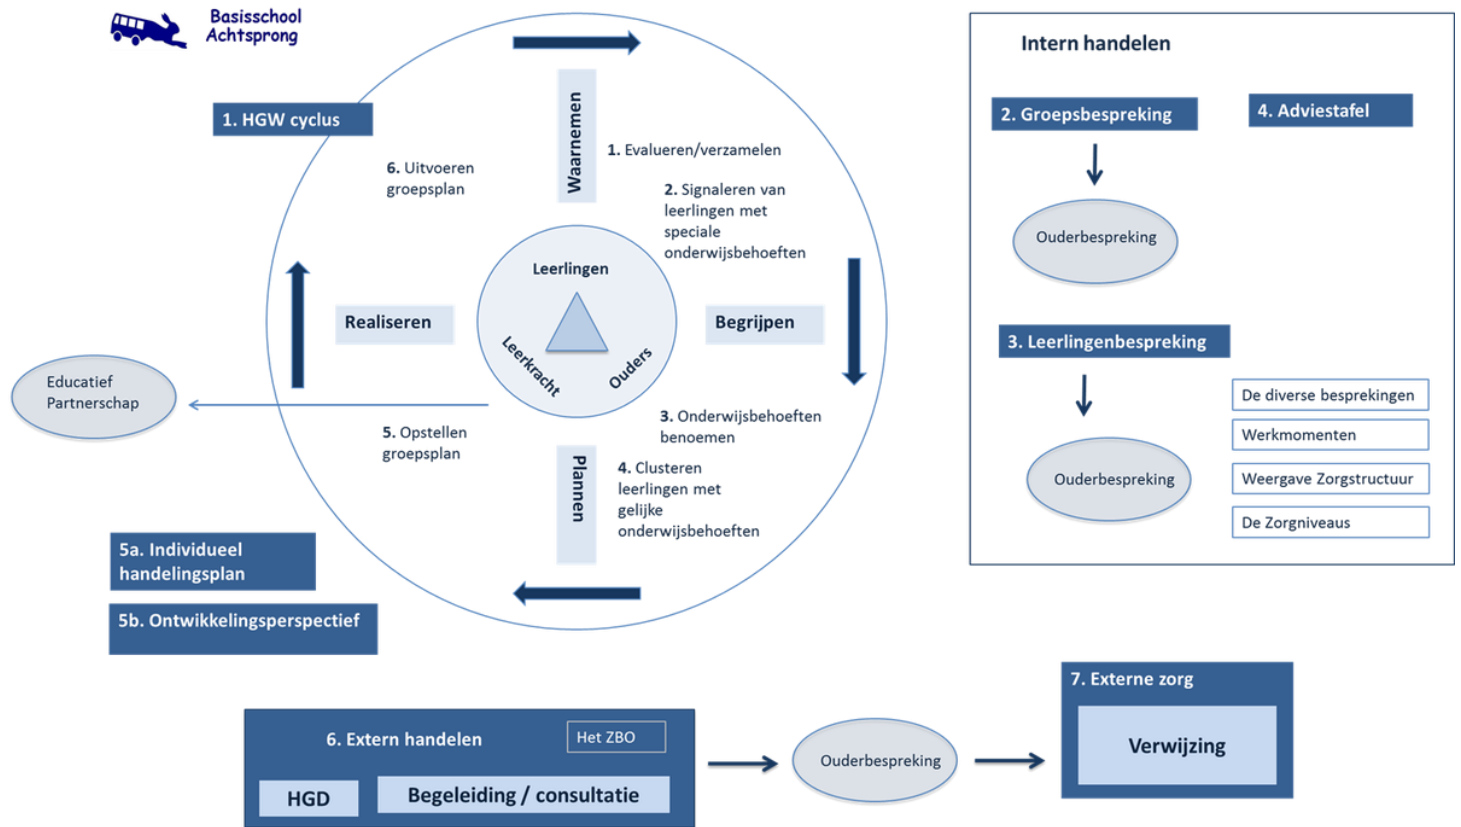 Basisschool
Achtsprong
1. HGW cyclus
Waarnemen
1. Evalueren/verzamelen
2. Signaleren van
leerlingen met
speciale
onderwijsbehoeften
6. Uitvoeren
groepsplan
Leerlingen
Leerkracht
Ouders
Realiseren
Begrijpen
Educatief
Partnerschap
3. Onderwijsbehoeften
benoemen
4. Clusteren
leerlingen met
gelijke
onderwijsbehoeften
5. Opstellen
groepsplan
Plannen
5a. Individueel
handelingsplan
5b. Ontwikkelingsperspectief
Intern handelen
2. Groepsbespreking
4. Adviestafel
Ouderbespreking
3. Leerlingenbespreking
Ouderbespreking
De diverse besprekingen
Werkmomenten
Weergave Zorgstructuur
De Zorgniveaus
6. Extern handelen
Het ZBO
HGD
Begeleiding / consultatie
Ouderbespreking
7. Externe zorg
Verwijzing